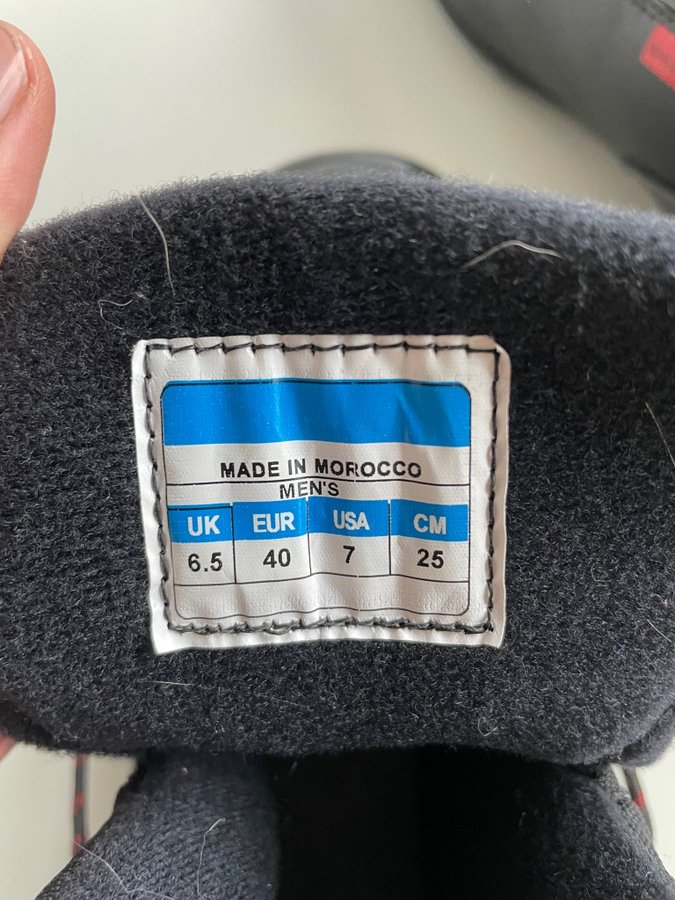 MADE IN MOROCCO
MEN'S
UK EUR USA CM
6.5 40 7 25